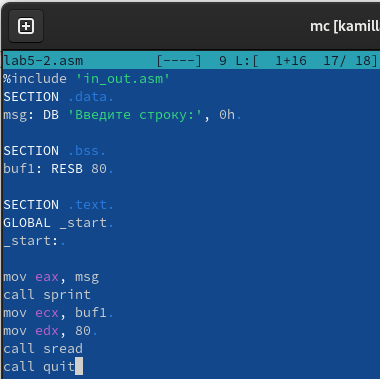 mc [kamill
lab5-2.asm [----] 9 L:[ 1+16 17/ 18]
%include 'in_out.asm'
SECTION .data.
msg: DB 'Введите строку:', 0h.
SECTION .bss.
buf1: RESB 80.
SECTION .text.
GLOBAL _start.
_start:.
mov eax, msg
call sprint
mov ecx, buf1.
mov edx, 80.
call sread
call quit